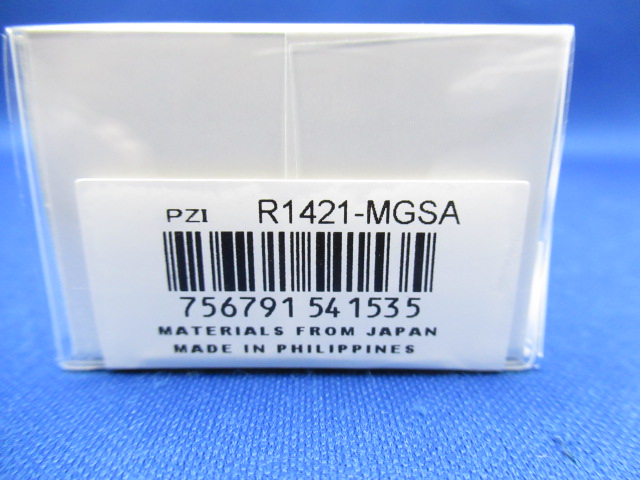 PZI R1421-MGSA
756791 541535
MATERIALS FROM JAPAN
MADE IN PHILIPPINES